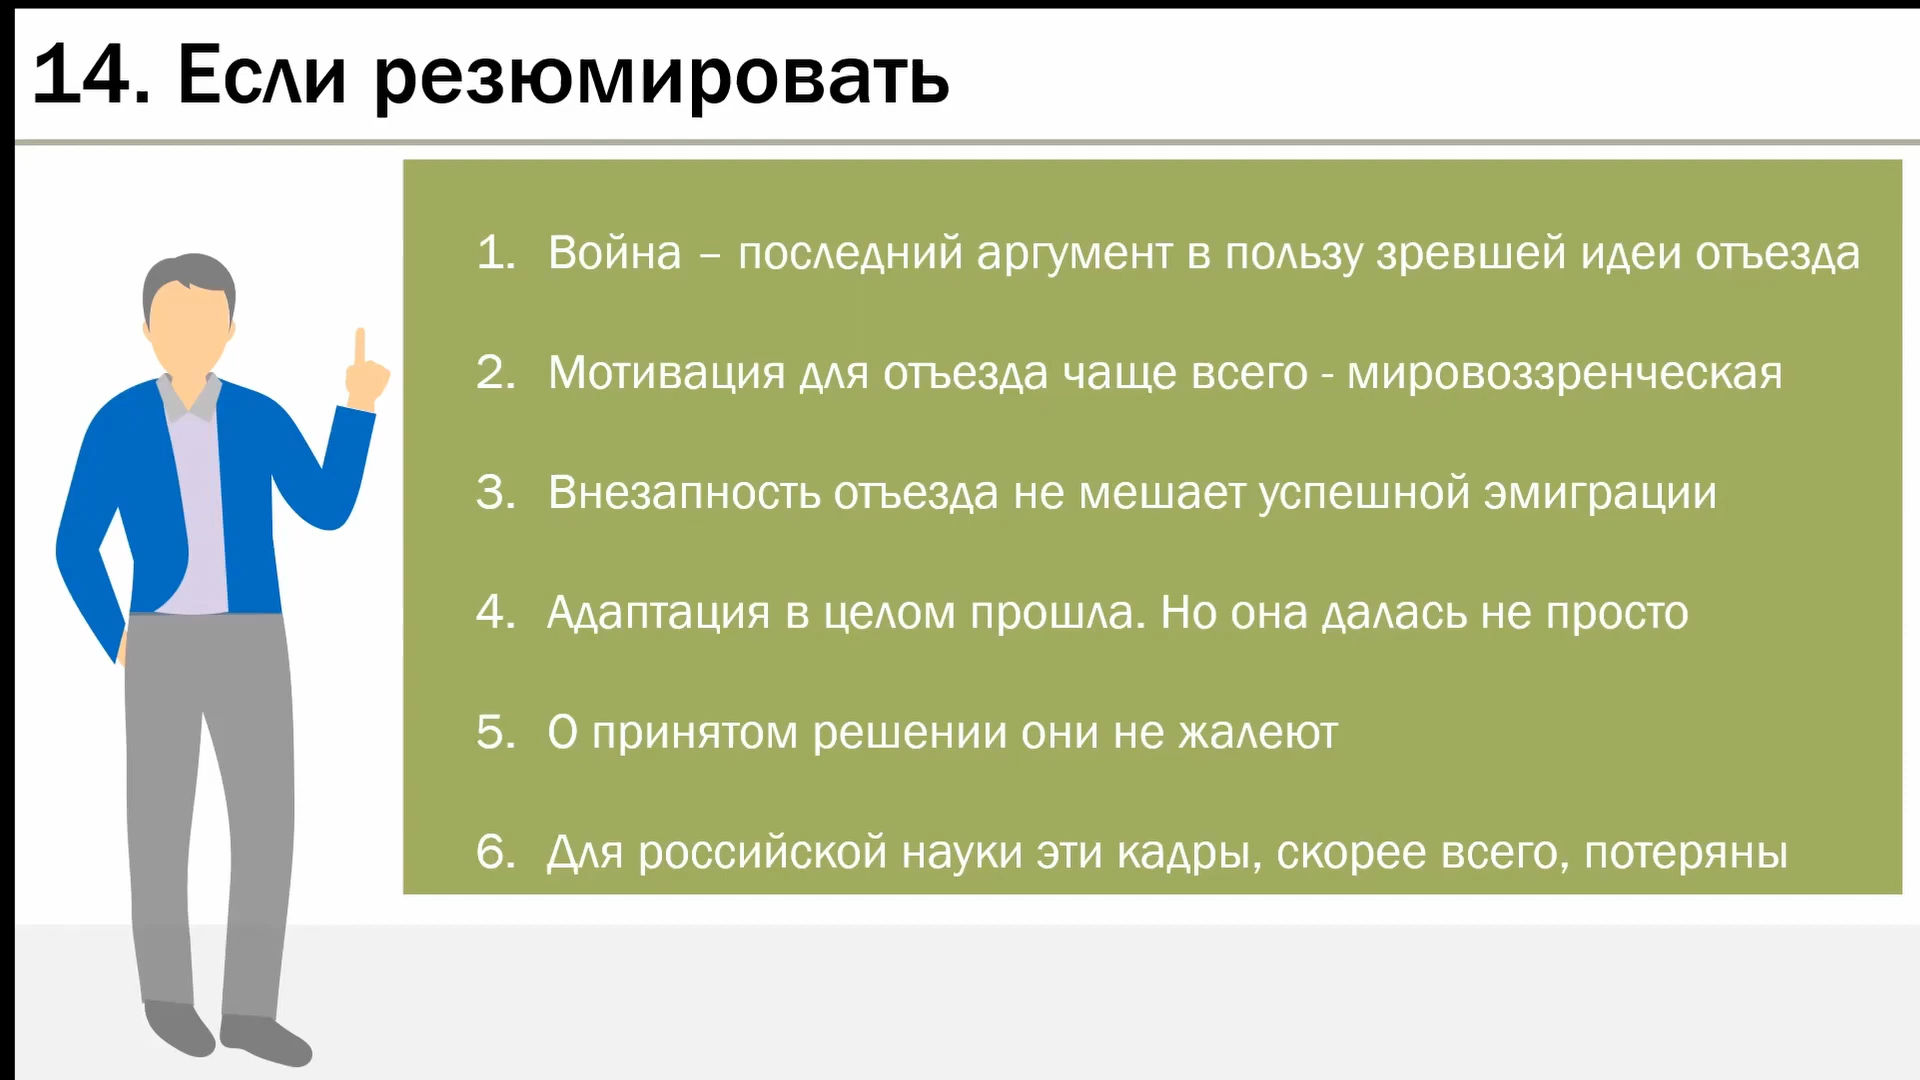 14. Если резюмировать
1. Война – последний аргумент в пользу зревшей идеи отъезда
2. Мотивация для отъезда чаще всего - мировоззренческая
3. Внезапность отъезда не мешает успешной эмиграции
4. Адаптация в целом прошла. Но она далась не просто
5. О принятом решении они не жалеют
6. Для российской науки эти кадры, скорее всего, потеряны